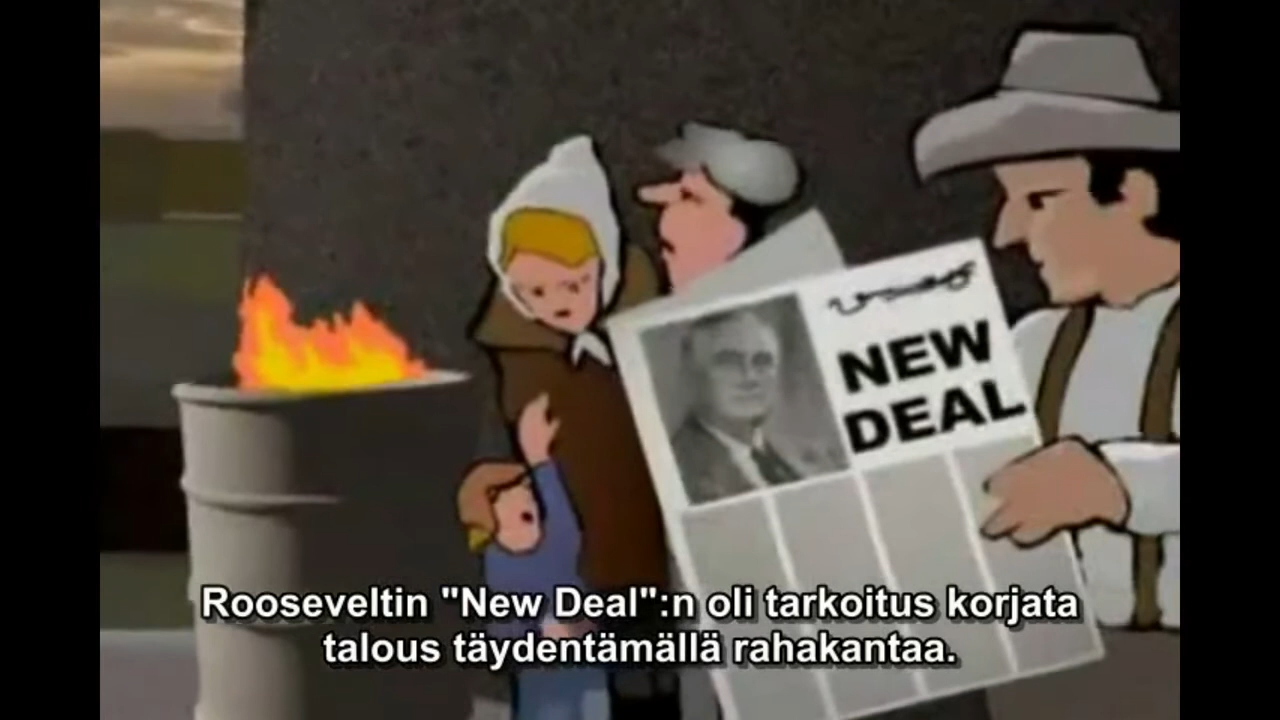 NEW
DEAL
Rooseveltin "New Deal":n oli tarkoitus korjata
talous täydentämällä rahakantaa.